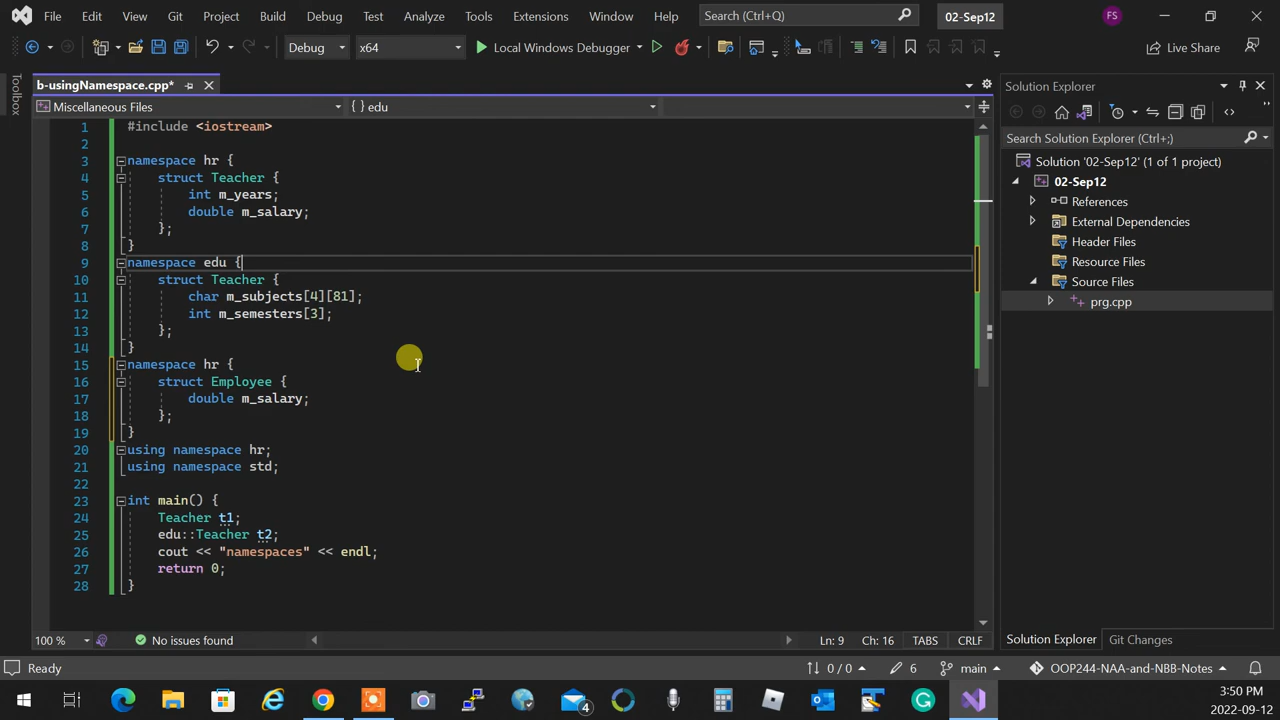 File Edit View Git Project Build Debug Test Analyze Tools Extensions Window Help Search (Ctrl+Q) 02-Sep12 FS
Debug x64 Local Windows Debugger Live Share
Toolbox
b-usingNamespace.cpp*
Miscellaneous Files { } edu
1 #include <iostream>
2
3 namespace hr {
4 struct Teacher {
5 int m_years;
6 double m_salary;
7 };
8 }
9 namespace edu {
10 struct Teacher {
11 char m_subjects[4][81];
12 int m_semesters[3];
13 };
14 }
15 namespace hr {
16 struct Employee {
17 double m_salary;
18 };
19 }
20 using namespace hr;
21 using namespace std;
22
23 int main() {
24 Teacher t1;
25 edu::Teacher t2;
26 cout << "namespaces" << endl;
27 return 0;
28 }
100 % No issues found Ln: 9 Ch: 16 TABS CRLF
Solution Explorer
Search Solution Explorer (Ctrl+;)
Solution '02-Sep12' (1 of 1 project)
02-Sep12
References
External Dependencies
Header Files
Resource Files
Source Files
prg.cpp
Solution Explorer Git Changes
Ready 0 / 0 6 main OOP244-NAA-and-NBB-Notes
4
3:50 PM
2022-09-12